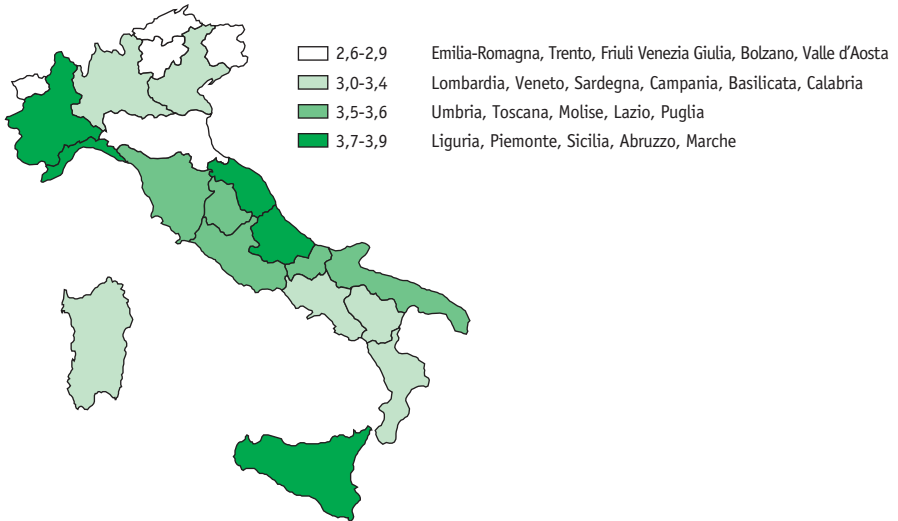 2,6-2,9 Emilia-Romagna, Trento, Friuli Venezia Giulia, Bolzano, Valle d'Aosta
3,0-3,4 Lombardia, Veneto, Sardegna, Campania, Basilicata, Calabria
3,5-3,6 Umbria, Toscana, Molise, Lazio, Puglia
3,7-3,9 Liguria, Piemonte, Sicilia, Abruzzo, Marche